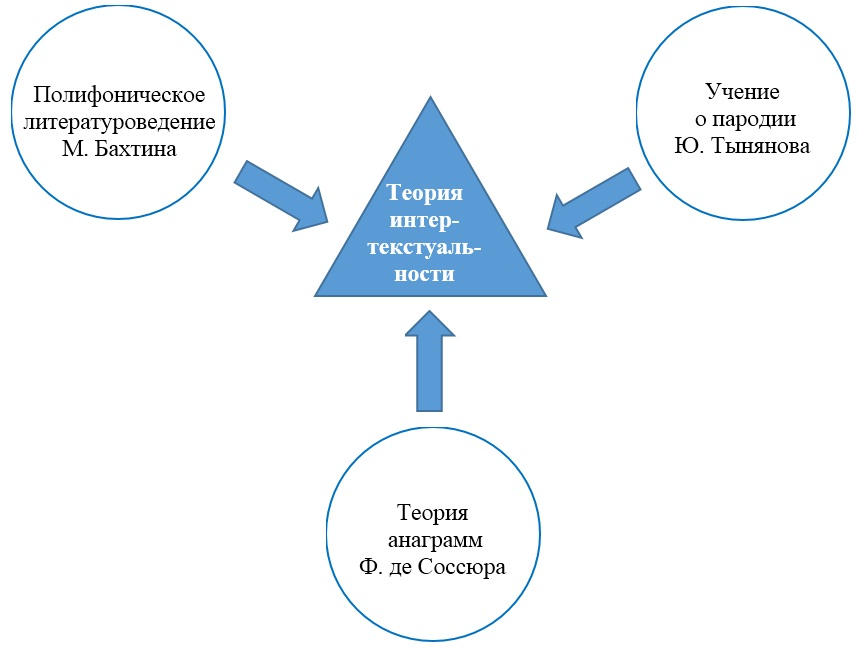 Полифоническое
литературоведение
М. Бахтина
Учение
о пародии
Ю. Тынянова
Теория
интер-
текстуаль-
ности
Теория
анаграмм
Ф. де Соссюра